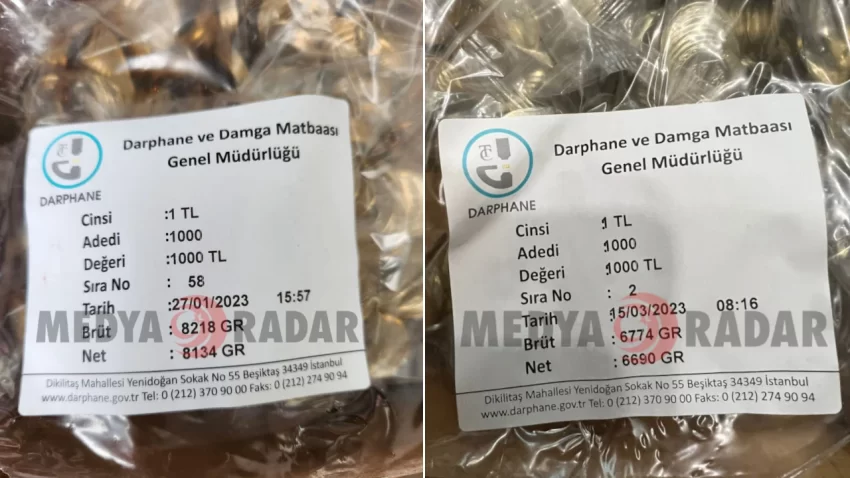 Darphane ve Damga Matbaası
Genel Müdürlüğü
TC
DARPHANE
Cinsi :1 TL
Adedi :1000
Değeri :1000 TL
Sıra No : 58
Tarih :27/01/2023 15:57
Brüt : 8218 GR
Net : 8134 GR
Dikilitaş Mahallesi Yenidoğan Sokak No 55 Beşiktaş 34349 İstanbul
www.darphane.gov.tr Tel: 0 (212) 370 90 00 Faks: 0 (212) 274 90 94
MEDYA RADAR
Darphane ve Damga Matbaası
Genel Müdürlüğü
TC
DARPHANE
Cinsi :1 TL
Adedi :1000
Değeri :1000 TL
Sıra No : 2
Tarih :15/03/2023 08:16
Brüt : 6774 GR
Net : 6690 GR
Dikilitaş Mahallesi Yenidoğan Sokak No 55 Beşiktaş 34349 İstanbul
www.darphane.gov.tr Tel: 0 (212) 370 90 00 Faks: 0 (212) 274 90 94
MEDYA RADAR